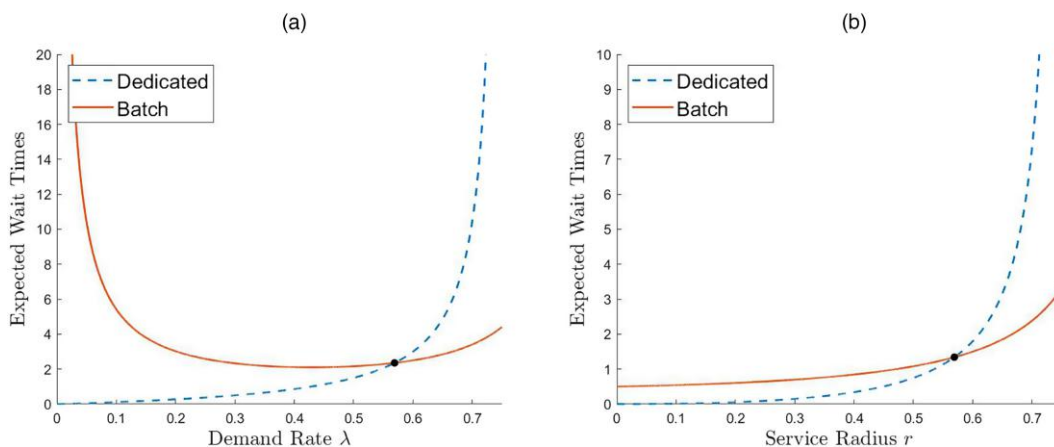 (a)
20
18
16
14
12
10
8
6
4
2
0
Expected Wait Times
Dedicated
Batch
0 0.1 0.2 0.3 0.4 0.5 0.6 0.7
Demand Rate λ
(b)
10
9
8
7
6
5
4
3
2
1
0
Expected Wait Times
Dedicated
Batch
0 0.1 0.2 0.3 0.4 0.5 0.6 0.7
Service Radius r